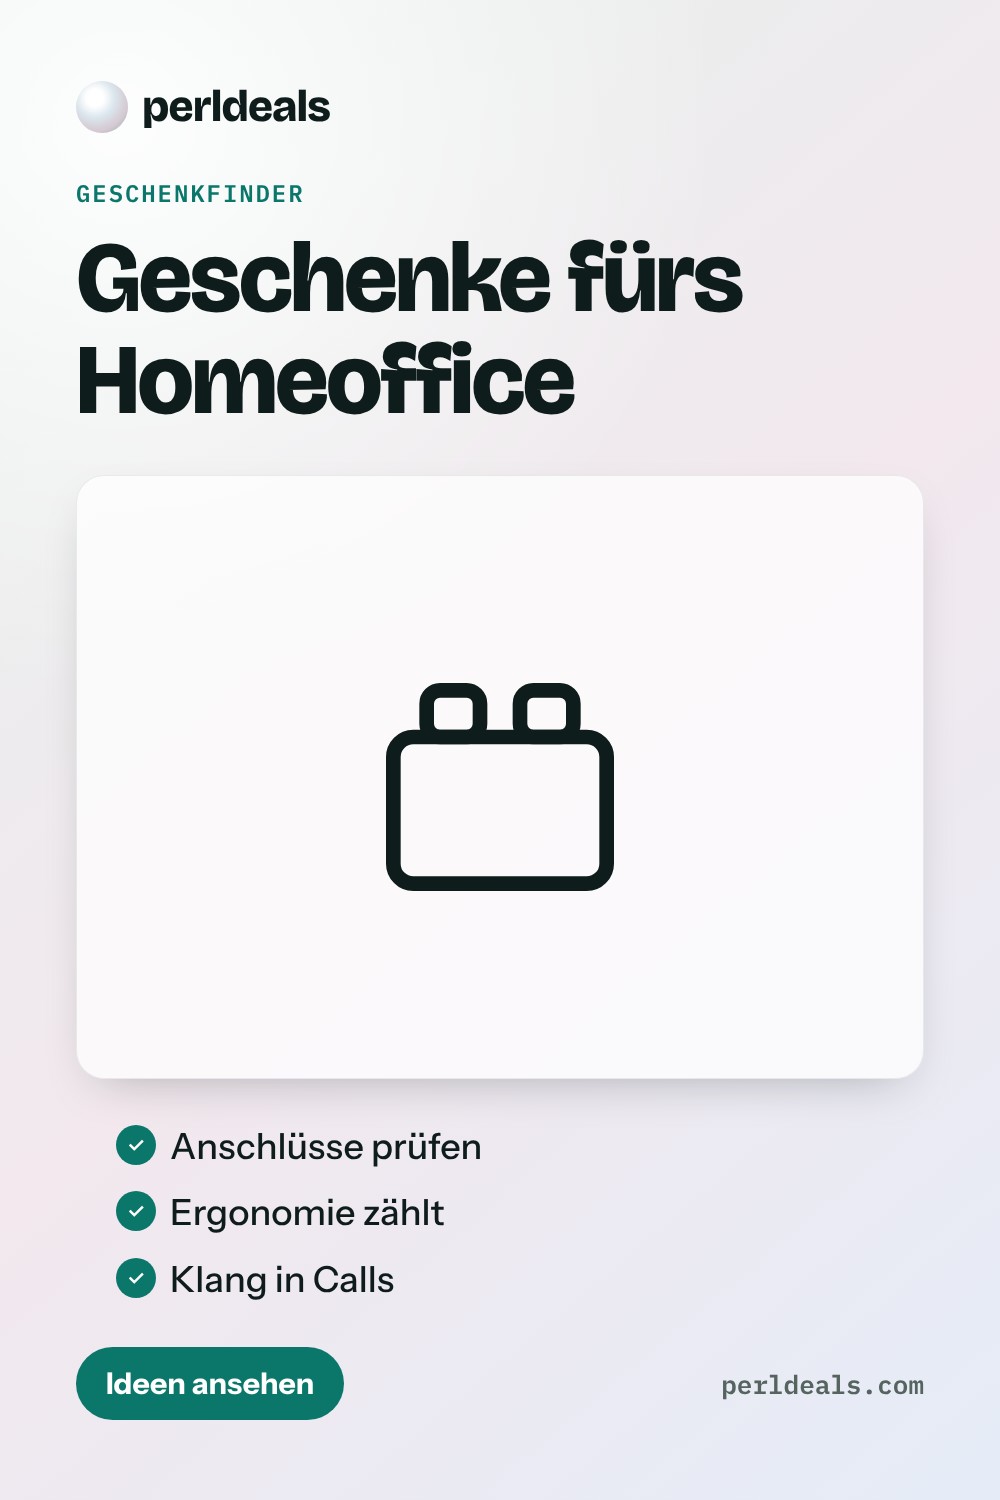 perldeals
GESCHENKFINDER
Geschenke fürs
Homeoffice
Anschlüsse prüfen
Ergonomie zählt
Klang in Calls
Ideen ansehen
perldeals.com